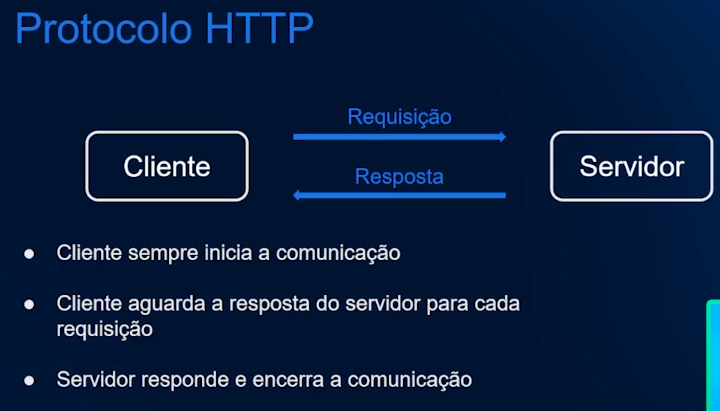 Protocolo HTTP
Requisição
Cliente
Servidor
Resposta
● Cliente sempre inicia a comunicação
● Cliente aguarda a resposta do servidor para cada
requisição
● Servidor responde e encerra a comunicação